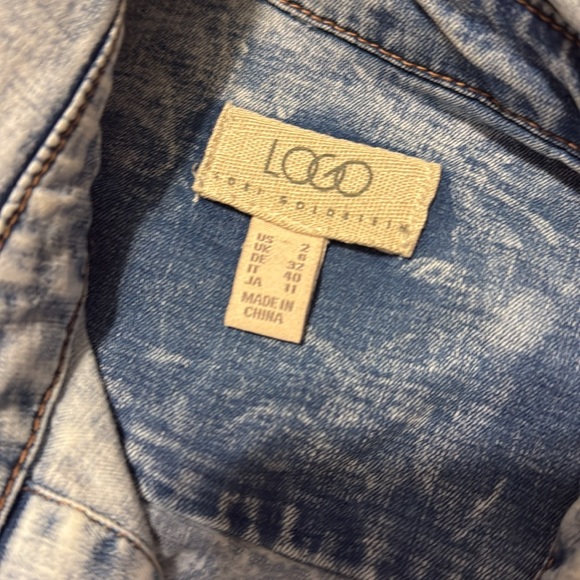 LOGO
LORI GOLDSTEIN
US - 2
UK 6
DE 32
IT 40
JA 11
MADE IN
CHINA